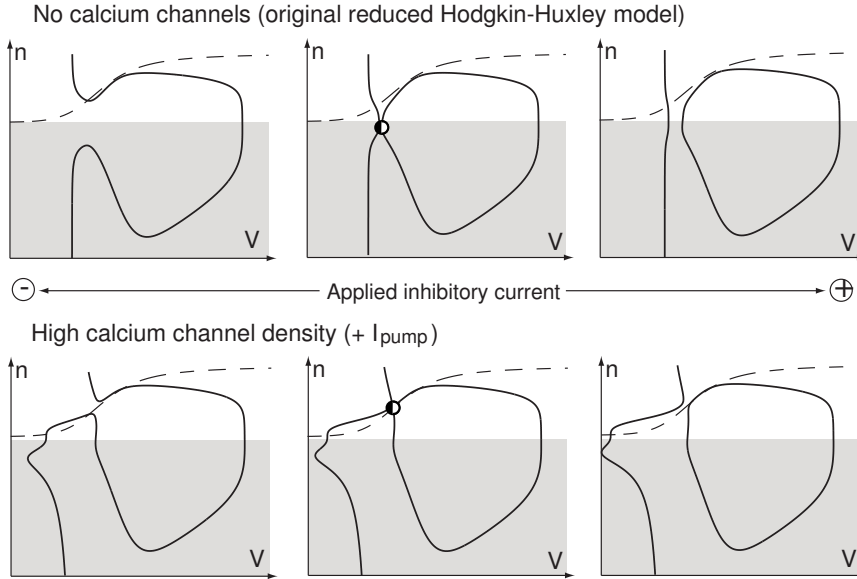 No calcium channels (original reduced Hodgkin-Huxley model)
n
n
n
V
V
V
-
Applied inhibitory current
+
High calcium channel density (+ Ipump)
n
n
n
V
V
V